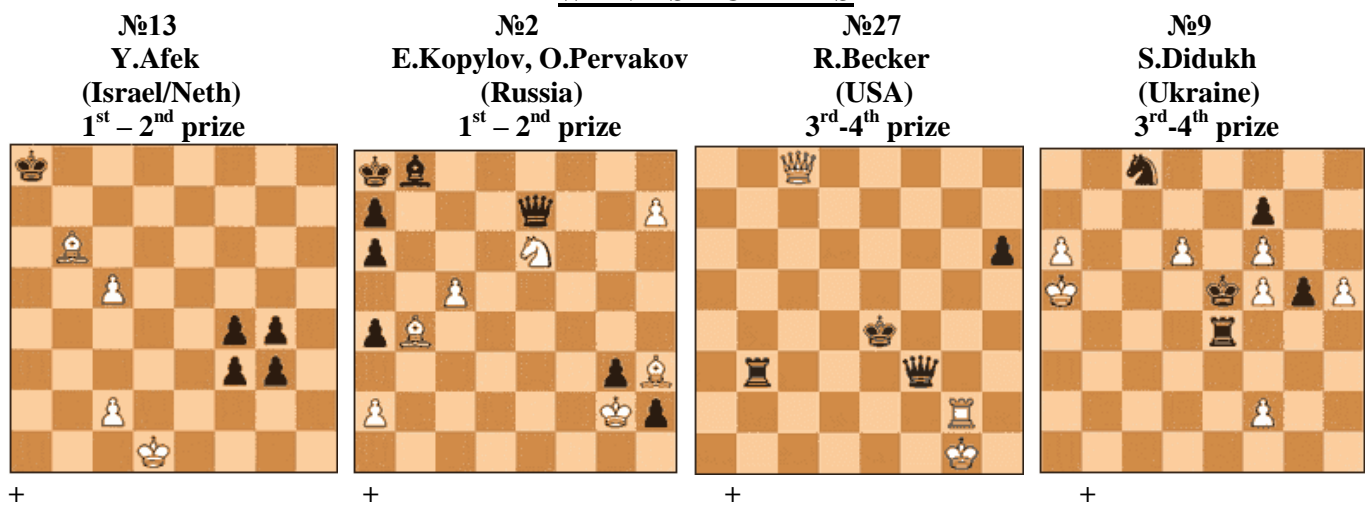 №13
Y.Afek
(Israel/Neth)
1st – 2nd prize
+
№2
E.Kopylov, O.Pervakov
(Russia)
1st – 2nd prize
+
№27
R.Becker
(USA)
3rd-4th prize
+
№9
S.Didukh
(Ukraine)
3rd-4th prize
+